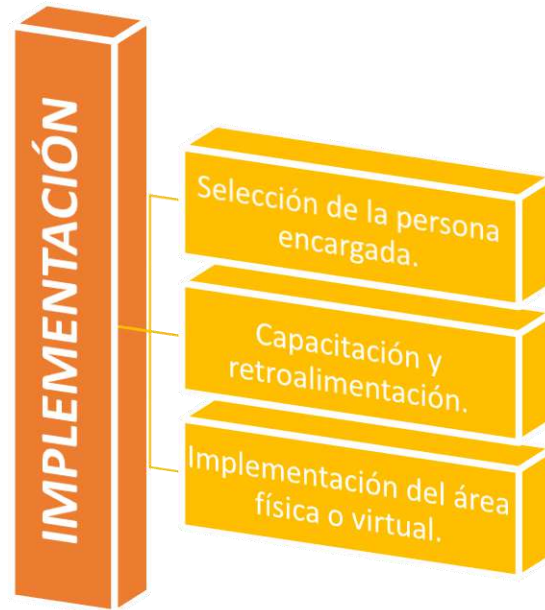 IMPLEMENTACIÓN
Selección de la persona
encargada.
Capacitación y
retroalimentación.
Implementación del área
física o virtual.